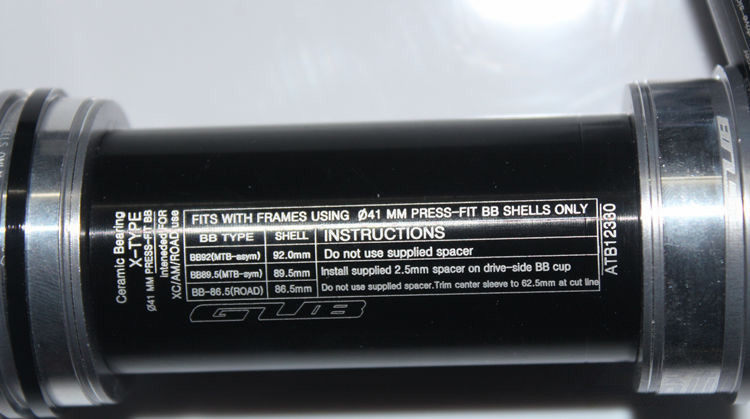 Ceramic Bearing
X-TYPE
Ø41 MM PRESS-FIT BB
Inteneded FOR
XC/AM/ROAD use
FITS WITH FRAMES USING Ø41 MM PRESS-FIT BB SHELLS ONLY
BB TYPE SHELL INSTRUCTIONS
BB92(MTB-asym) 92.0mm Do not use supplied spacer
BB89.5(MTB-sym) 89.5mm Install supplied 2.5mm spacer on drive-side BB cup
BB-86.5(ROAD) 86.5mm Do not use supplied spacer.Trim center sleeve to 62.5mm at cut line
GUB
ATB12330
GUB